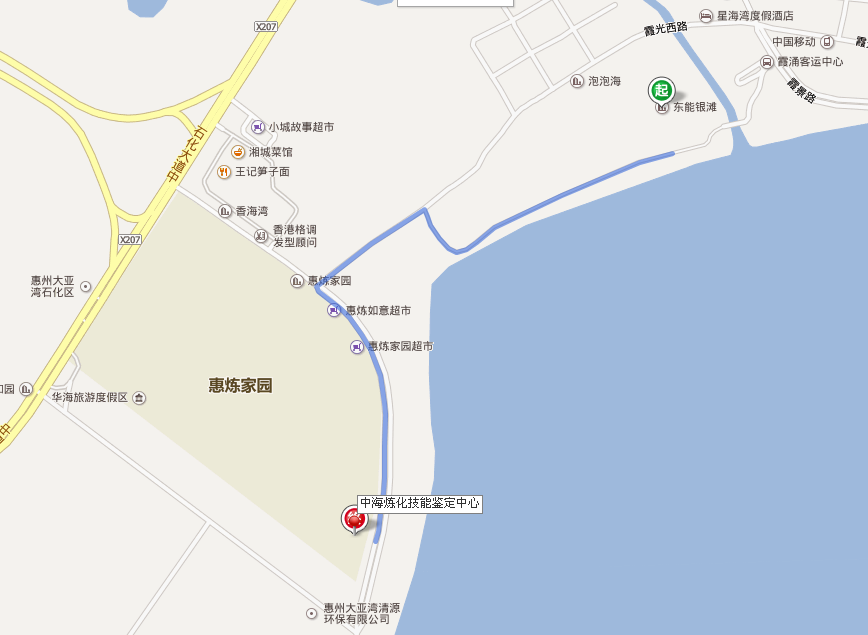 星海湾度假酒店
X207
霞光西路
中国移动
霞涌客运中心
泡泡海
霞景路
起
东能银滩
小城故事超市
石化大道中
湘城菜馆
王记笋子面
香海湾
香港格调
发型顾问
X207
惠州大亚
湾石化区
惠炼家园
惠炼如意超市
惠炼家园超市
惠炼家园
华海旅游度假区
中海炼化技能鉴定中心
惠州大亚湾清源
环保有限公司